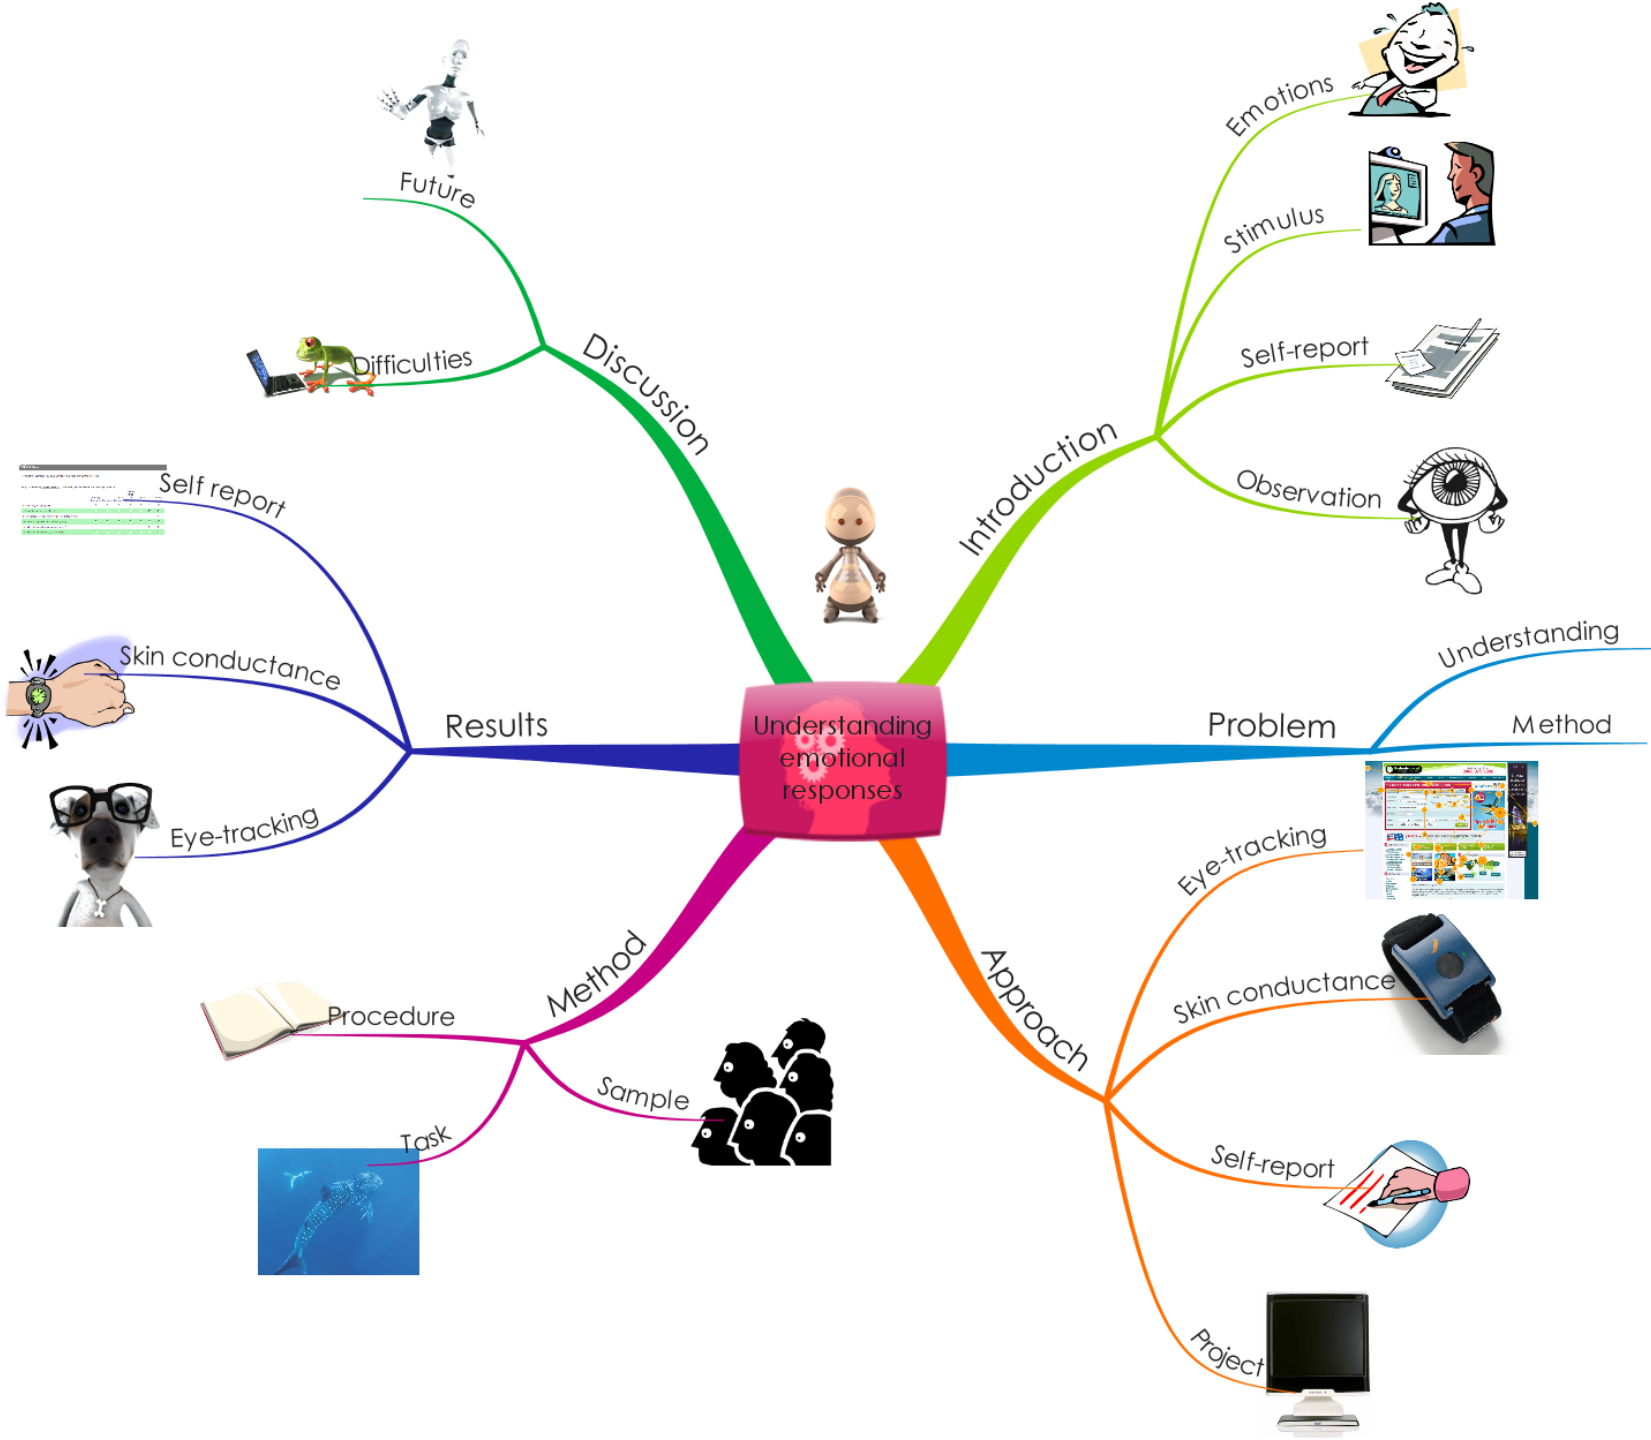 Understanding
emotional
responses
Introduction
Emotions
Stimulus
Self-report
Observation
Problem
Understanding
Method
Approach
Eye-tracking
Skin conductance
Self-report
Project
Method
Sample
Task
Procedure
Results
Eye-tracking
Skin conductance
Self report
Discussion
Difficulties
Future